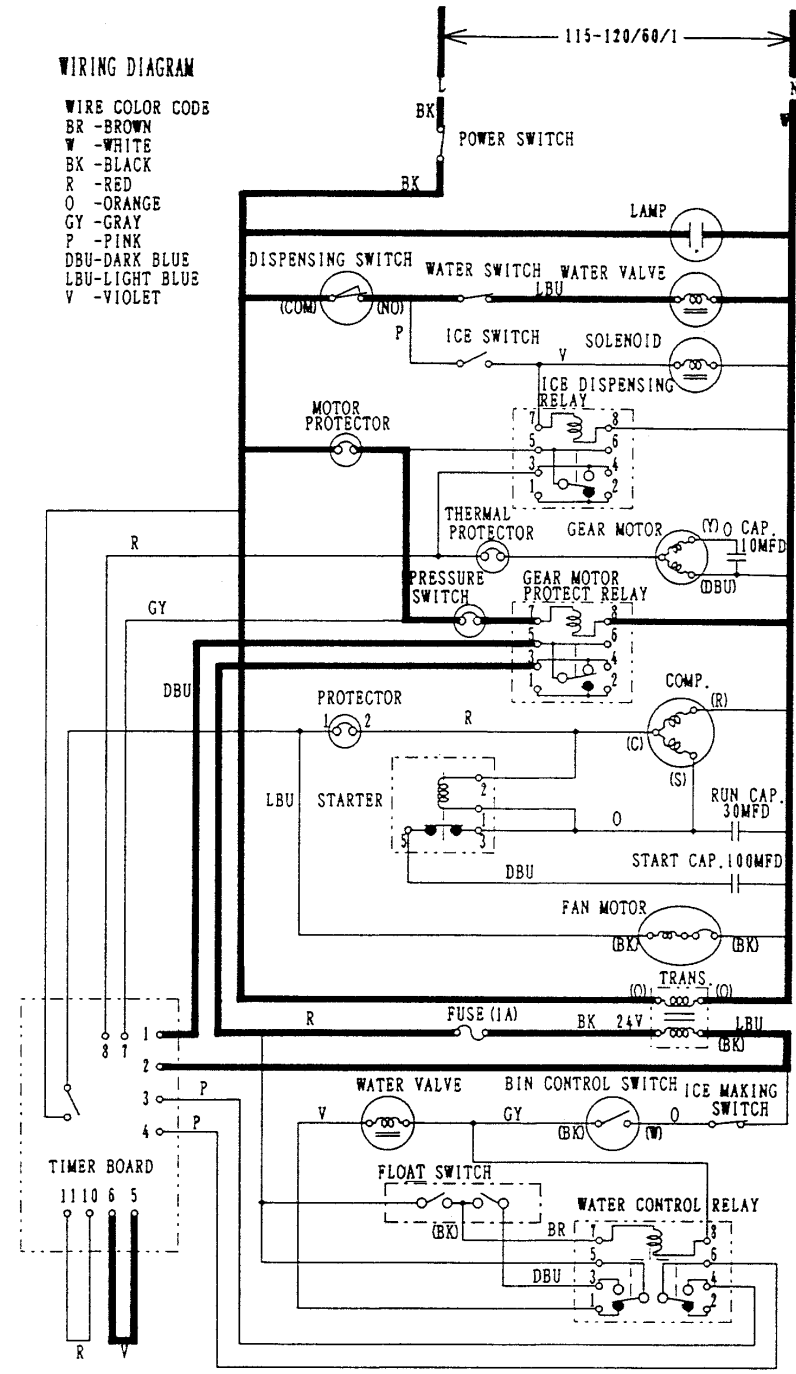 115-120/60/1
WIRING DIAGRAM
L
N
WIRE COLOR CODE
BR -BROWN
W -WHITE
BK -BLACK
R -RED
O -ORANGE
GY -GRAY
P -PINK
DBU-DARK BLUE
LBU-LIGHT BLUE
V -VIOLET
BK
W
POWER SWITCH
BK
LAMP
DISPENSING SWITCH
WATER SWITCH
WATER VALVE
LBU
(COM)
(NO)
P
ICE SWITCH
SOLENOID
V
ICE DISPENSING
RELAY
MOTOR
PROTECTOR
7 8
5 6
3 4
1 2
THERMAL
PROTECTOR
GEAR MOTOR
(Y) O CAP.
10MFD
R
(DBU)
PRESSURE
SWITCH
GEAR MOTOR
PROTECT RELAY
GY
7 8
5 6
3 4
1 2
DBU
PROTECTOR
1 2
R
COMP.
(R)
(C)
(S)
LBU
STARTER
2
1
5 3
O
RUN CAP.
30MFD
DBU
START CAP.100MFD
FAN MOTOR
(BK) (BK)
TRANS.
(O) (O)
R
FUSE(1A)
BK 24V
LBU
(BK)
8 7 1
2
3 P
4 P
WATER VALVE
BIN CONTROL SWITCH
ICE MAKING
SWITCH
V
GY
(BK)
(W)
O
TIMER BOARD
11 10 6 5
FLOAT SWITCH
(BK)
WATER CONTROL RELAY
BR
DBU
7 8
5 6
3 4
1 2
R V